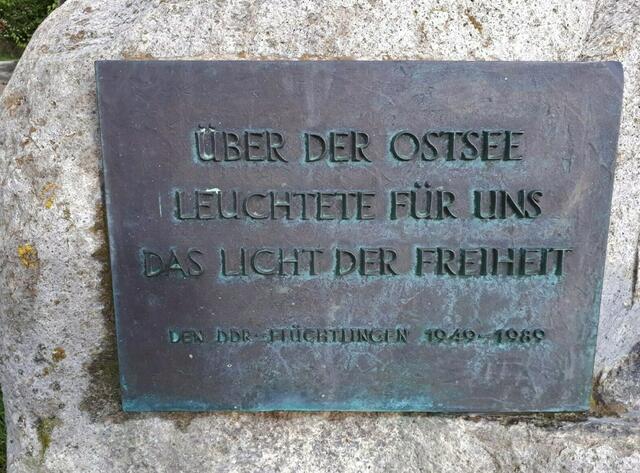 ÜBER DER OSTSEE
LEUCHTETE FÜR UNS
DAS LICHT DER FREIHEIT
DEN DDR-FLÜCHTLINGEN 1949-1989